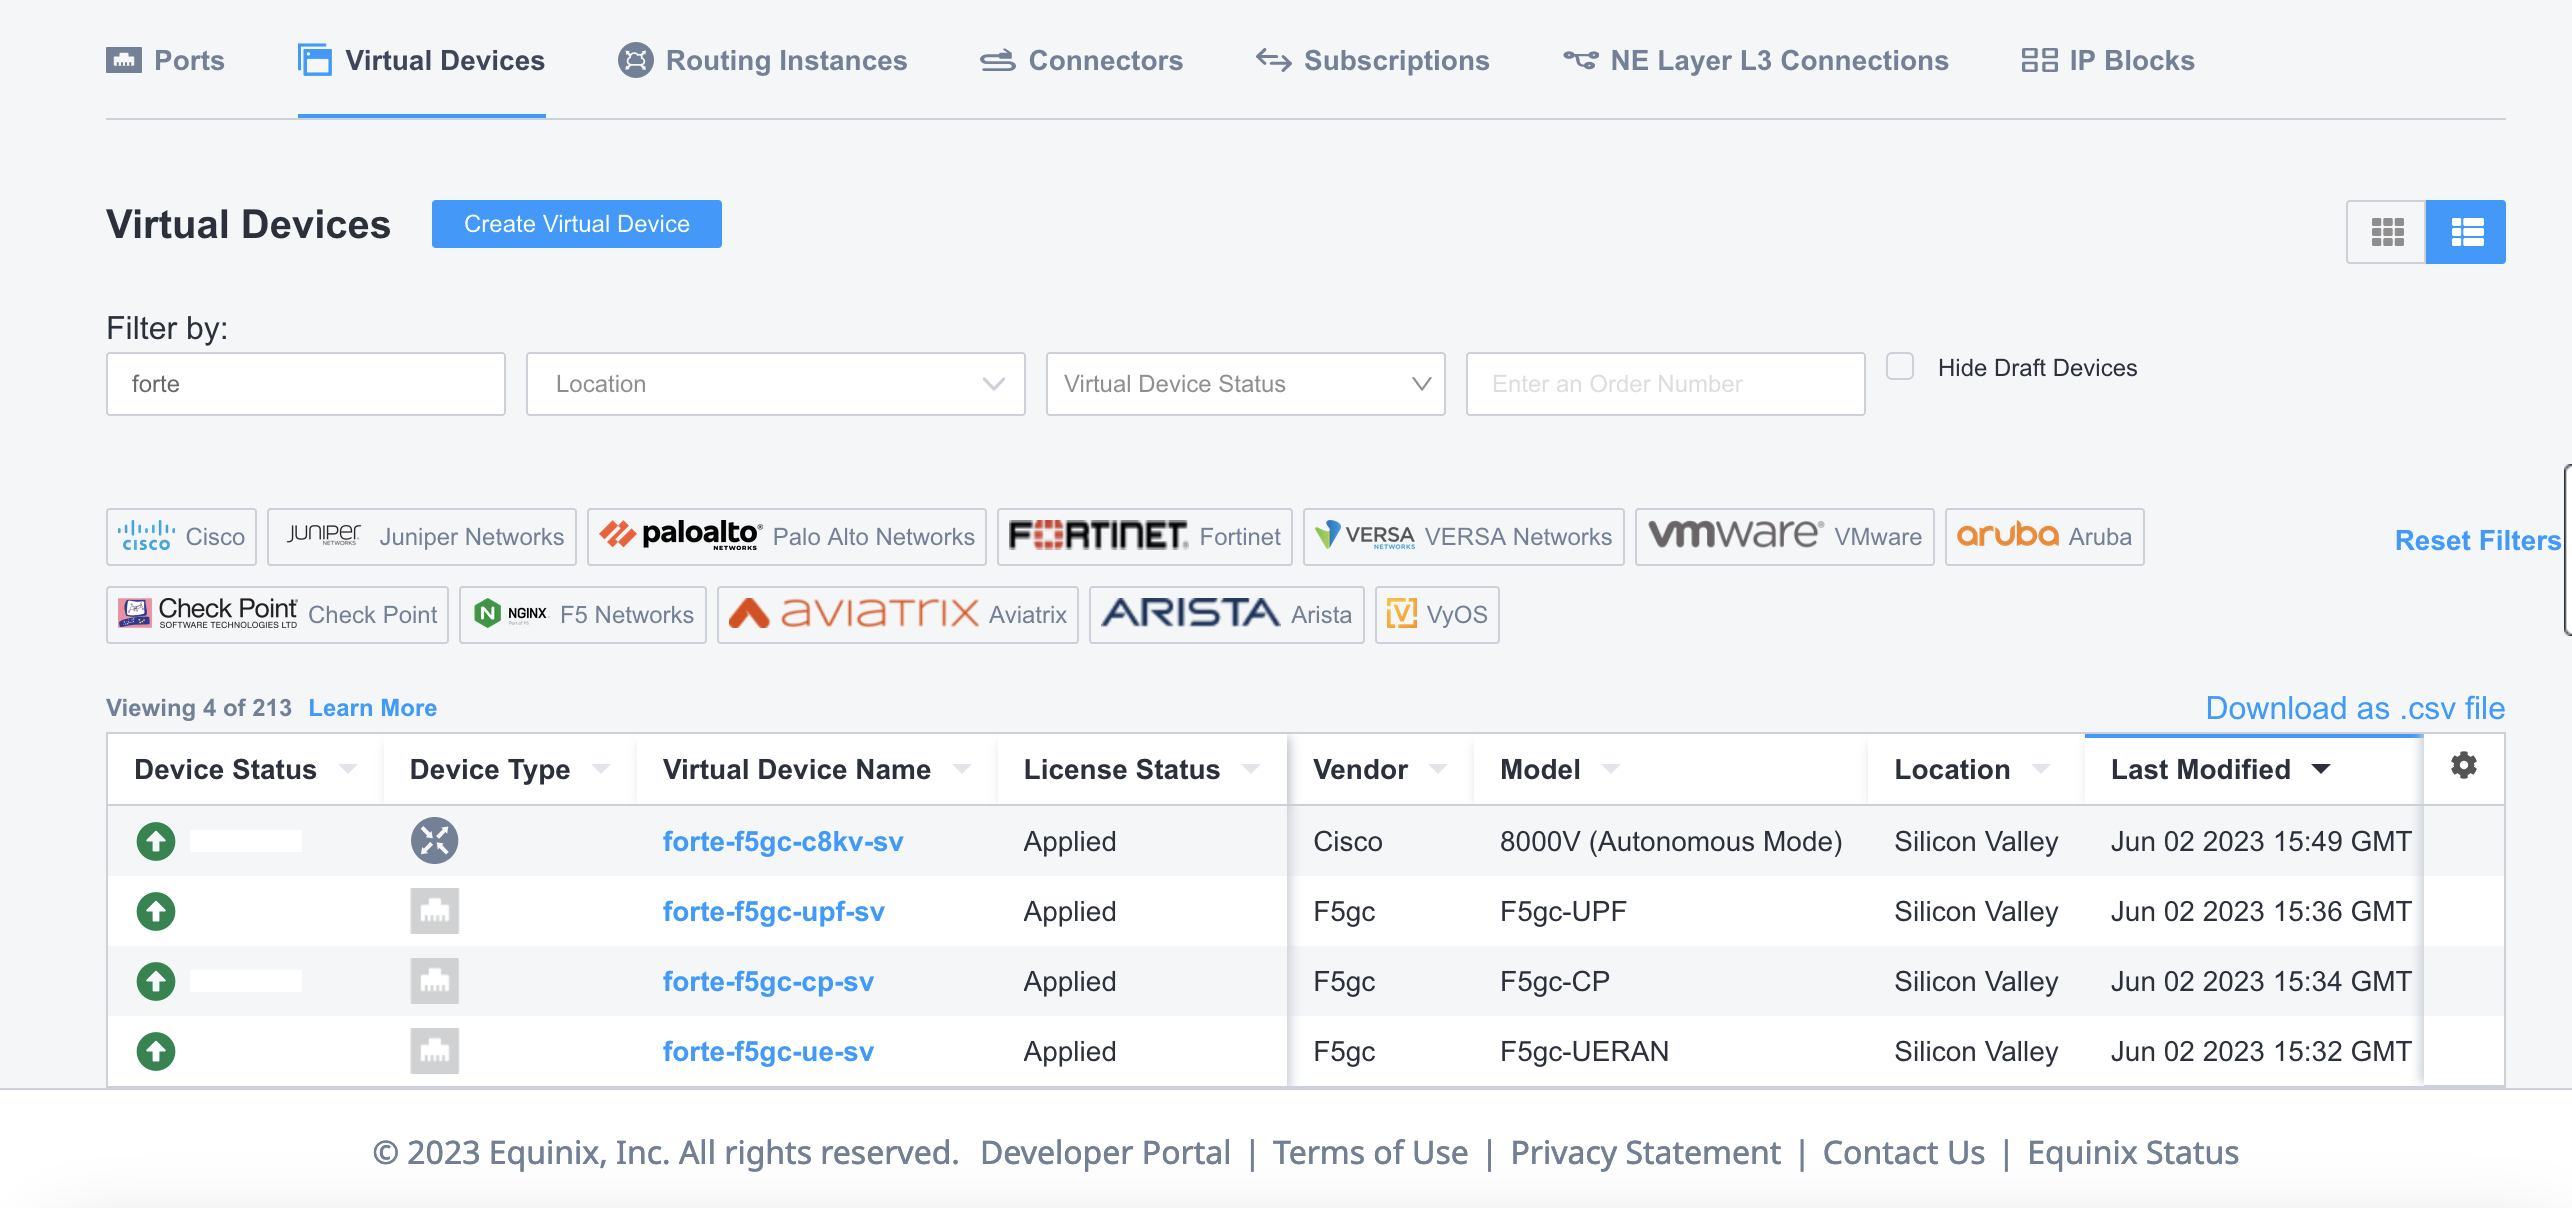 Ports Virtual Devices Routing Instances Connectors Subscriptions NE Layer L3 Connections IP Blocks
Virtual Devices Create Virtual Device
Filter by:
forte Location Virtual Device Status Enter an Order Number Hide Draft Devices
CISCO Cisco JUNIPER NETWORKS Juniper Networks paloalto NETWORKS Palo Alto Networks FORTINET Fortinet VERSA NETWORKS VERSA Networks vmware VMware aruba Aruba
Reset Filters
Check Point SOFTWARE TECHNOLOGIES LTD Check Point NGINX F5 Networks aviatrix Aviatrix ARISTA Arista VyOS
Viewing 4 of 213 Learn More Download as .csv file
Device Status Device Type Virtual Device Name License Status Vendor Model Location Last Modified
forte-f5gc-c8kv-sv Applied Cisco 8000V (Autonomous Mode) Silicon Valley Jun 02 2023 15:49 GMT
forte-f5gc-upf-sv Applied F5gc F5gc-UPF Silicon Valley Jun 02 2023 15:36 GMT
forte-f5gc-cp-sv Applied F5gc F5gc-CP Silicon Valley Jun 02 2023 15:34 GMT
forte-f5gc-ue-sv Applied F5gc F5gc-UERAN Silicon Valley Jun 02 2023 15:32 GMT
© 2023 Equinix, Inc. All rights reserved. Developer Portal | Terms of Use | Privacy Statement | Contact Us | Equinix Status